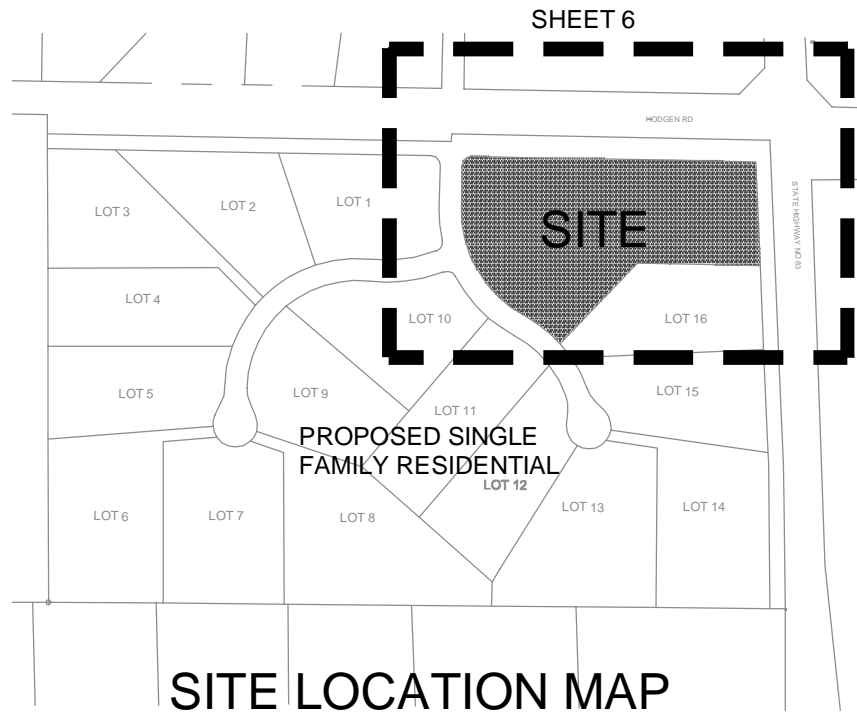 SHEET 6
HODGEN RD
STATE HIGHWAY NO 83
LOT 3
LOT 2
LOT 1
SITE
LOT 4
LOT 10
LOT 16
LOT 5
LOT 9
LOT 11
LOT 15
PROPOSED SINGLE
FAMILY RESIDENTIAL
LOT 12
LOT 6
LOT 7
LOT 8
LOT 13
LOT 14
SITE LOCATION MAP